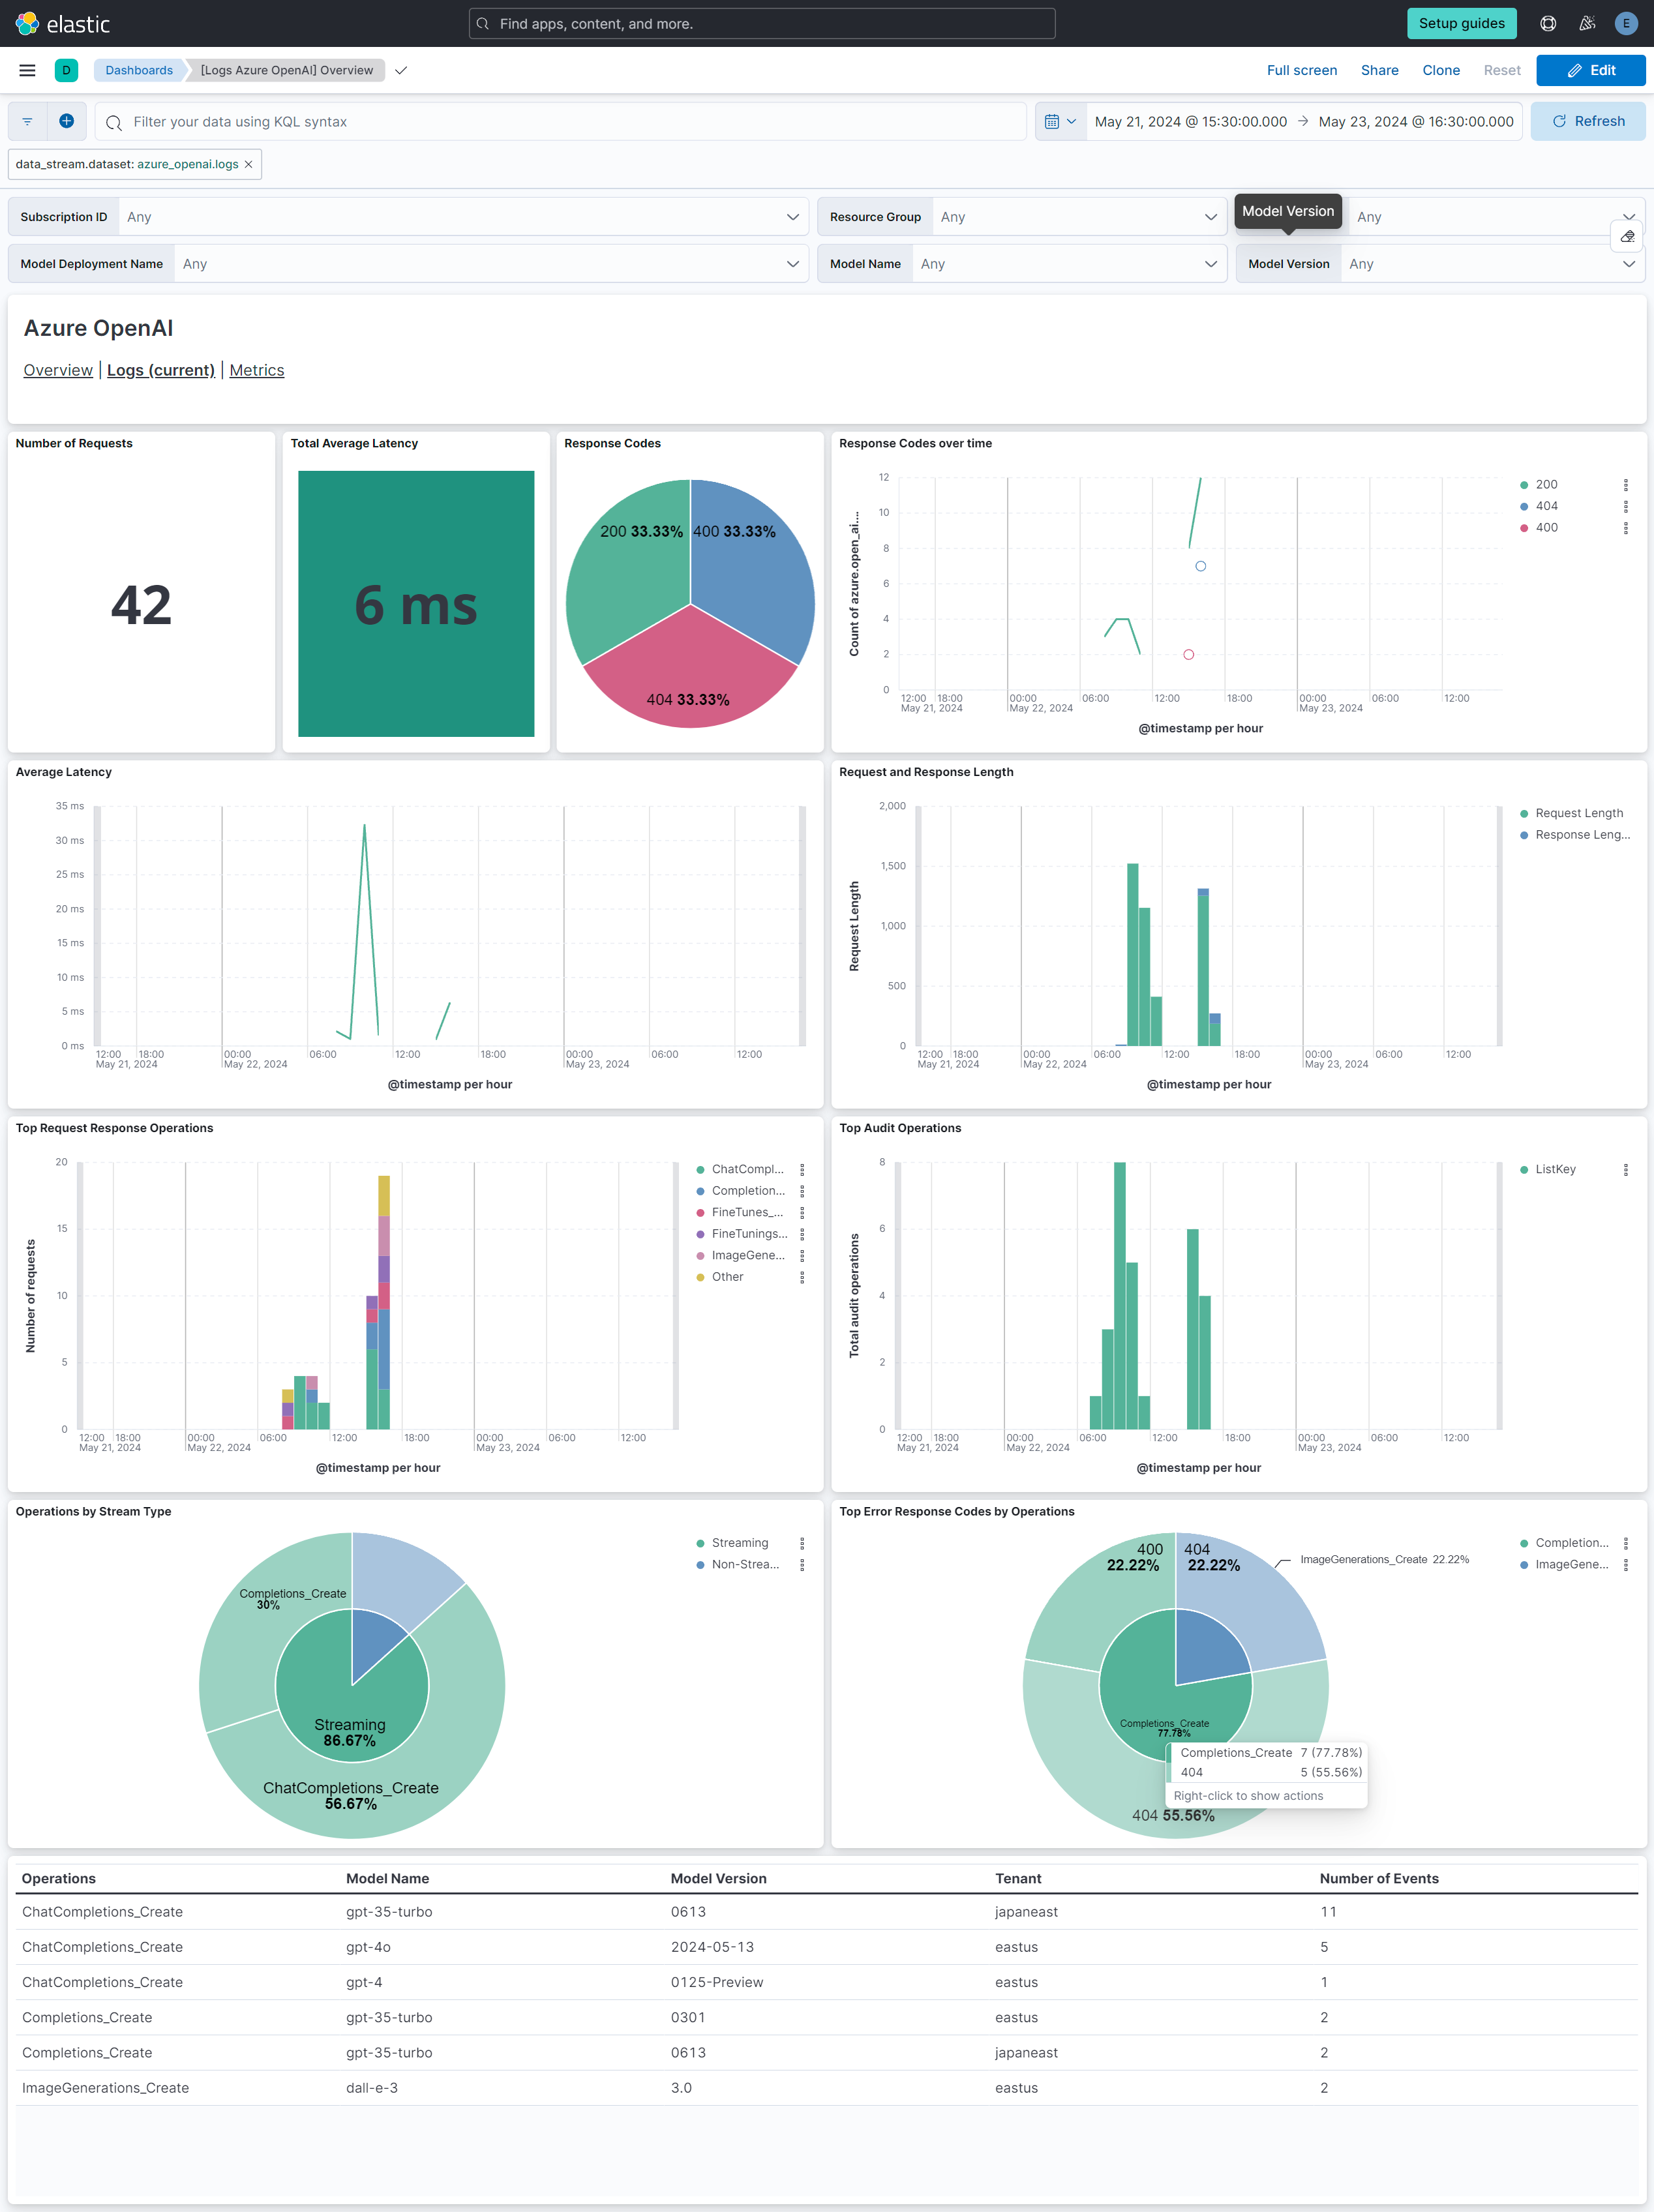 elastic
Find apps, content, and more.
Setup guides
E
D
Dashboards
[Logs Azure OpenAI] Overview
Full screen
Share
Clone
Reset
Edit
Filter your data using KQL syntax
May 21, 2024 @ 15:30:00.000 → May 23, 2024 @ 16:30:00.000
Refresh
data_stream.dataset: azure_openai.logs ×
Subscription ID Any
Resource Group Any
Model Version
Any
Model Deployment Name Any
Model Name Any
Model Version Any
Azure OpenAI
Overview | Logs (current) | Metrics
Number of Requests
42
Total Average Latency
6 ms
Response Codes
200 33.33%
400 33.33%
404 33.33%
Response Codes over time
Count of azure.open_ai....
12
10
8
6
4
2
0
12:00 18:00 00:00 06:00 12:00 18:00 00:00 06:00 12:00
May 21, 2024 May 22, 2024 May 23, 2024
@timestamp per hour
200
404
400
Average Latency
35 ms
30 ms
25 ms
20 ms
15 ms
10 ms
5 ms
0 ms
12:00 18:00 00:00 06:00 12:00 18:00 00:00 06:00 12:00
May 21, 2024 May 22, 2024 May 23, 2024
@timestamp per hour
Request and Response Length
Request Length
2,000
1,500
1,000
500
0
12:00 18:00 00:00 06:00 12:00 18:00 00:00 06:00 12:00
May 21, 2024 May 22, 2024 May 23, 2024
@timestamp per hour
Request Length
Response Leng...
Top Request Response Operations
Number of requests
20
15
10
5
0
12:00 18:00 00:00 06:00 12:00 18:00 00:00 06:00 12:00
May 21, 2024 May 22, 2024 May 23, 2024
@timestamp per hour
ChatCompl...
Completion...
FineTunes_...
FineTunings...
ImageGene...
Other
Top Audit Operations
Total audit operations
8
6
4
2
0
12:00 18:00 00:00 06:00 12:00 18:00 00:00 06:00 12:00
May 21, 2024 May 22, 2024 May 23, 2024
@timestamp per hour
ListKey
Operations by Stream Type
Completions_Create
30%
Streaming
86.67%
ChatCompletions_Create
56.67%
Streaming
Non-Strea...
Top Error Response Codes by Operations
400
22.22%
404
22.22%
ImageGenerations_Create 22.22%
Completions_Create
77.78%
Completions_Create 7 (77.78%)
404 5 (55.56%)
Right-click to show actions
404 55.56%
Completion...
ImageGene...
Operations Model Name Model Version Tenant Number of Events
ChatCompletions_Create gpt-35-turbo 0613 japaneast 11
ChatCompletions_Create gpt-4o 2024-05-13 eastus 5
ChatCompletions_Create gpt-4 0125-Preview eastus 1
Completions_Create gpt-35-turbo 0301 eastus 2
Completions_Create gpt-35-turbo 0613 japaneast 2
ImageGenerations_Create dall-e-3 3.0 eastus 2